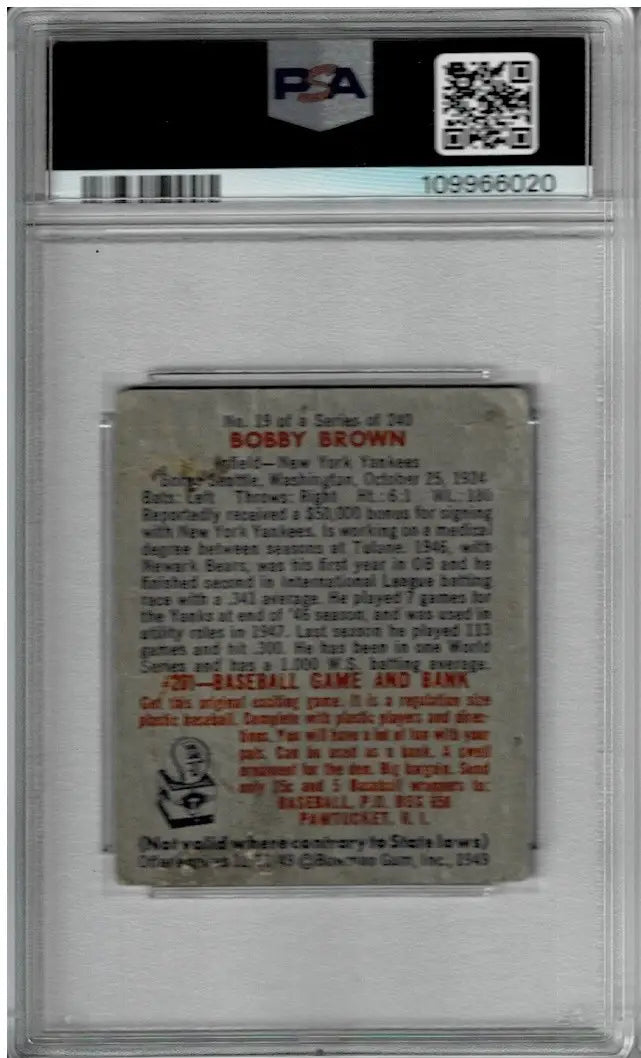 PSA
109966020
No. 19 of a Series of 240
BOBBY BROWN
Infield—New York Yankees
Born: Seattle, Washington, October 25, 1924
Bats: Left Throws: Right Ht.: 6:1 Wt.: 180
Reportedly received a $50,000 bonus for signing
with New York Yankees. Is working on a medical
degree between seasons at Tulane. 1946, with
Newark Bears, was his first year in OB and he
finished second in International League batting
race with a .341 average. He played 7 games for
the Yanks at end of '46 season, and was used in
utility roles in 1947. Last season he played 113
games and hit .300. He has been in one World
Series and has a 1.000 W.S. batting average.
#201—BASEBALL GAME AND BANK
Get this original exciting game. It is a regulation size
plastic baseball. Complete with plastic players and direc-
tions. You will have a lot of fun with your
pals. Can be used as a bank. A swell
ornament for the den. Big bargain. Send
only 25c and 5 Baseball wrappers to:
BASEBALL, P.O. BOX 658
PAWTUCKET, R. I.
(Not valid where contrary to State laws)
Offer expires 12/31/49 ©Bowman Gum, Inc., 1949